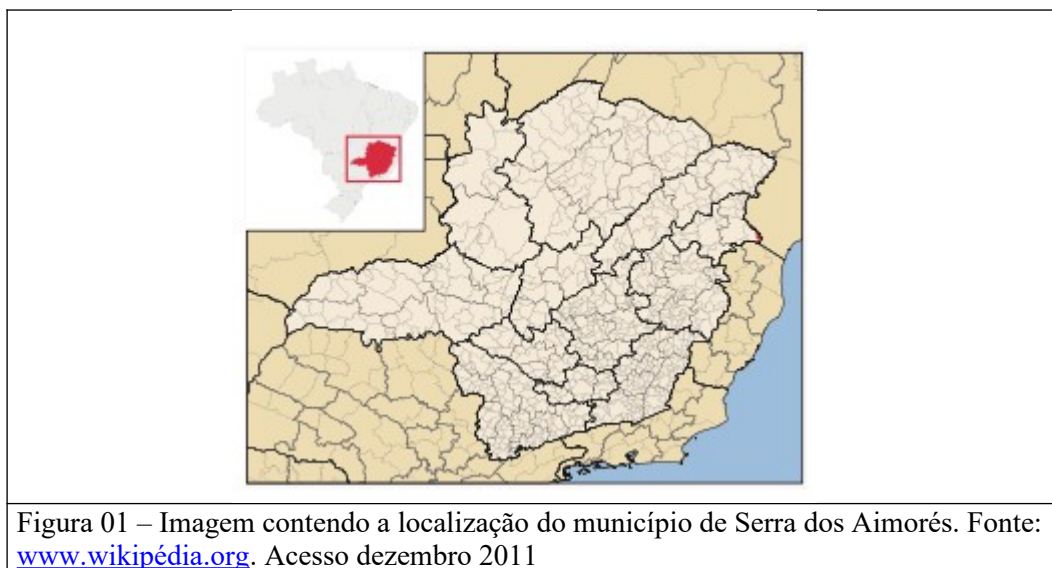 Figura 01 – Imagem contendo a localização do município de Serra dos Aimorés. Fonte:
www.wikipédia.org. Acesso dezembro 2011